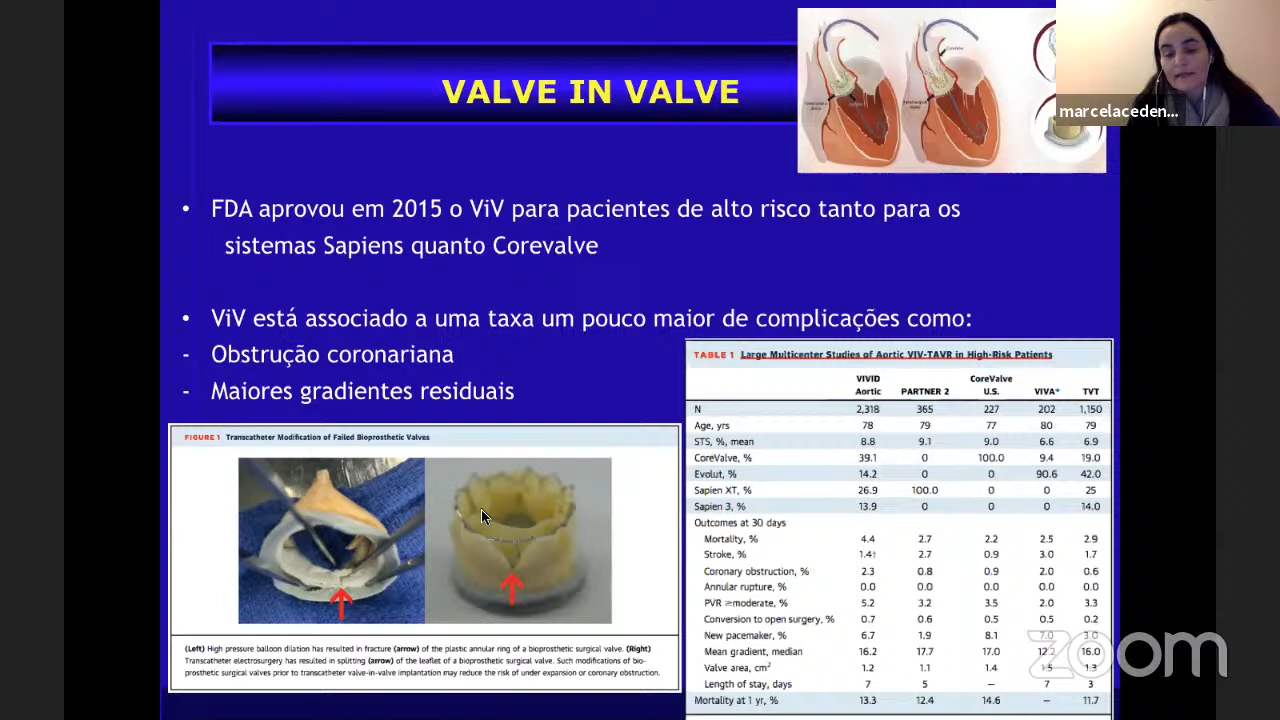 VALVE IN VALVE
marcelaceden...
• FDA aprovou em 2015 o ViV para pacientes de alto risco tanto para os
sistemas Sapiens quanto Corevalve
• ViV está associado a uma taxa um pouco maior de complicações como:
- Obstrução coronariana
- Maiores gradientes residuais
FIGURE 1 Transcatheter Modification of Failed Bioprosthetic Valves
(Left) High pressure balloon dilation has resulted in fracture (arrow) of the plastic annular ring of a bioprosthetic surgical valve. (Right)
Transcatheter electrosurgery has resulted in splitting (arrow) of the leaflet of a bioprosthetic surgical valve. Such modifications of bio-
prosthetic surgical valves prior to transcatheter valve-in-valve implantation may reduce the risk of under expansion or coronary obstruction.
TABLE 1 Large Multicenter Studies of Aortic VIV-TAVR in High-Risk Patients
VIVID Aortic PARTNER 2 CoreValve U.S. VIVA* TVT
N 2,318 365 227 202 1,150
Age, yrs 78 79 77 80 79
STS, %, mean 8.8 9.1 9.0 6.6 6.9
CoreValve, % 39.1 0 100.0 9.4 19.0
Evolut, % 14.2 0 0 90.6 42.0
Sapien XT, % 26.9 100.0 0 0 25
Sapien 3, % 13.9 0 0 0 14.0
Outcomes at 30 days
Mortality, % 4.4 2.7 2.2 2.5 2.9
Stroke, % 1.4† 2.7 0.9 3.0 1.7
Coronary obstruction, % 2.3 0.8 0.9 2.0 0.6
Annular rupture, % 0.0 0.0 0.0 0.0 0.0
PVR ≥moderate, % 5.2 3.2 3.5 2.0 3.3
Conversion to open surgery, % 0.7 0.6 0.5 0.5 0.2
New pacemaker, % 6.7 1.9 8.1 7.0 3.0
Mean gradient, median 16.2 17.7 17.0 12.2 16.0
Valve area, cm² 1.2 1.1 1.4 1.5 1.3
Length of stay, days 7 5 – 7 3
Mortality at 1 yr, % 13.3 12.4 14.6 – 11.7
zoom